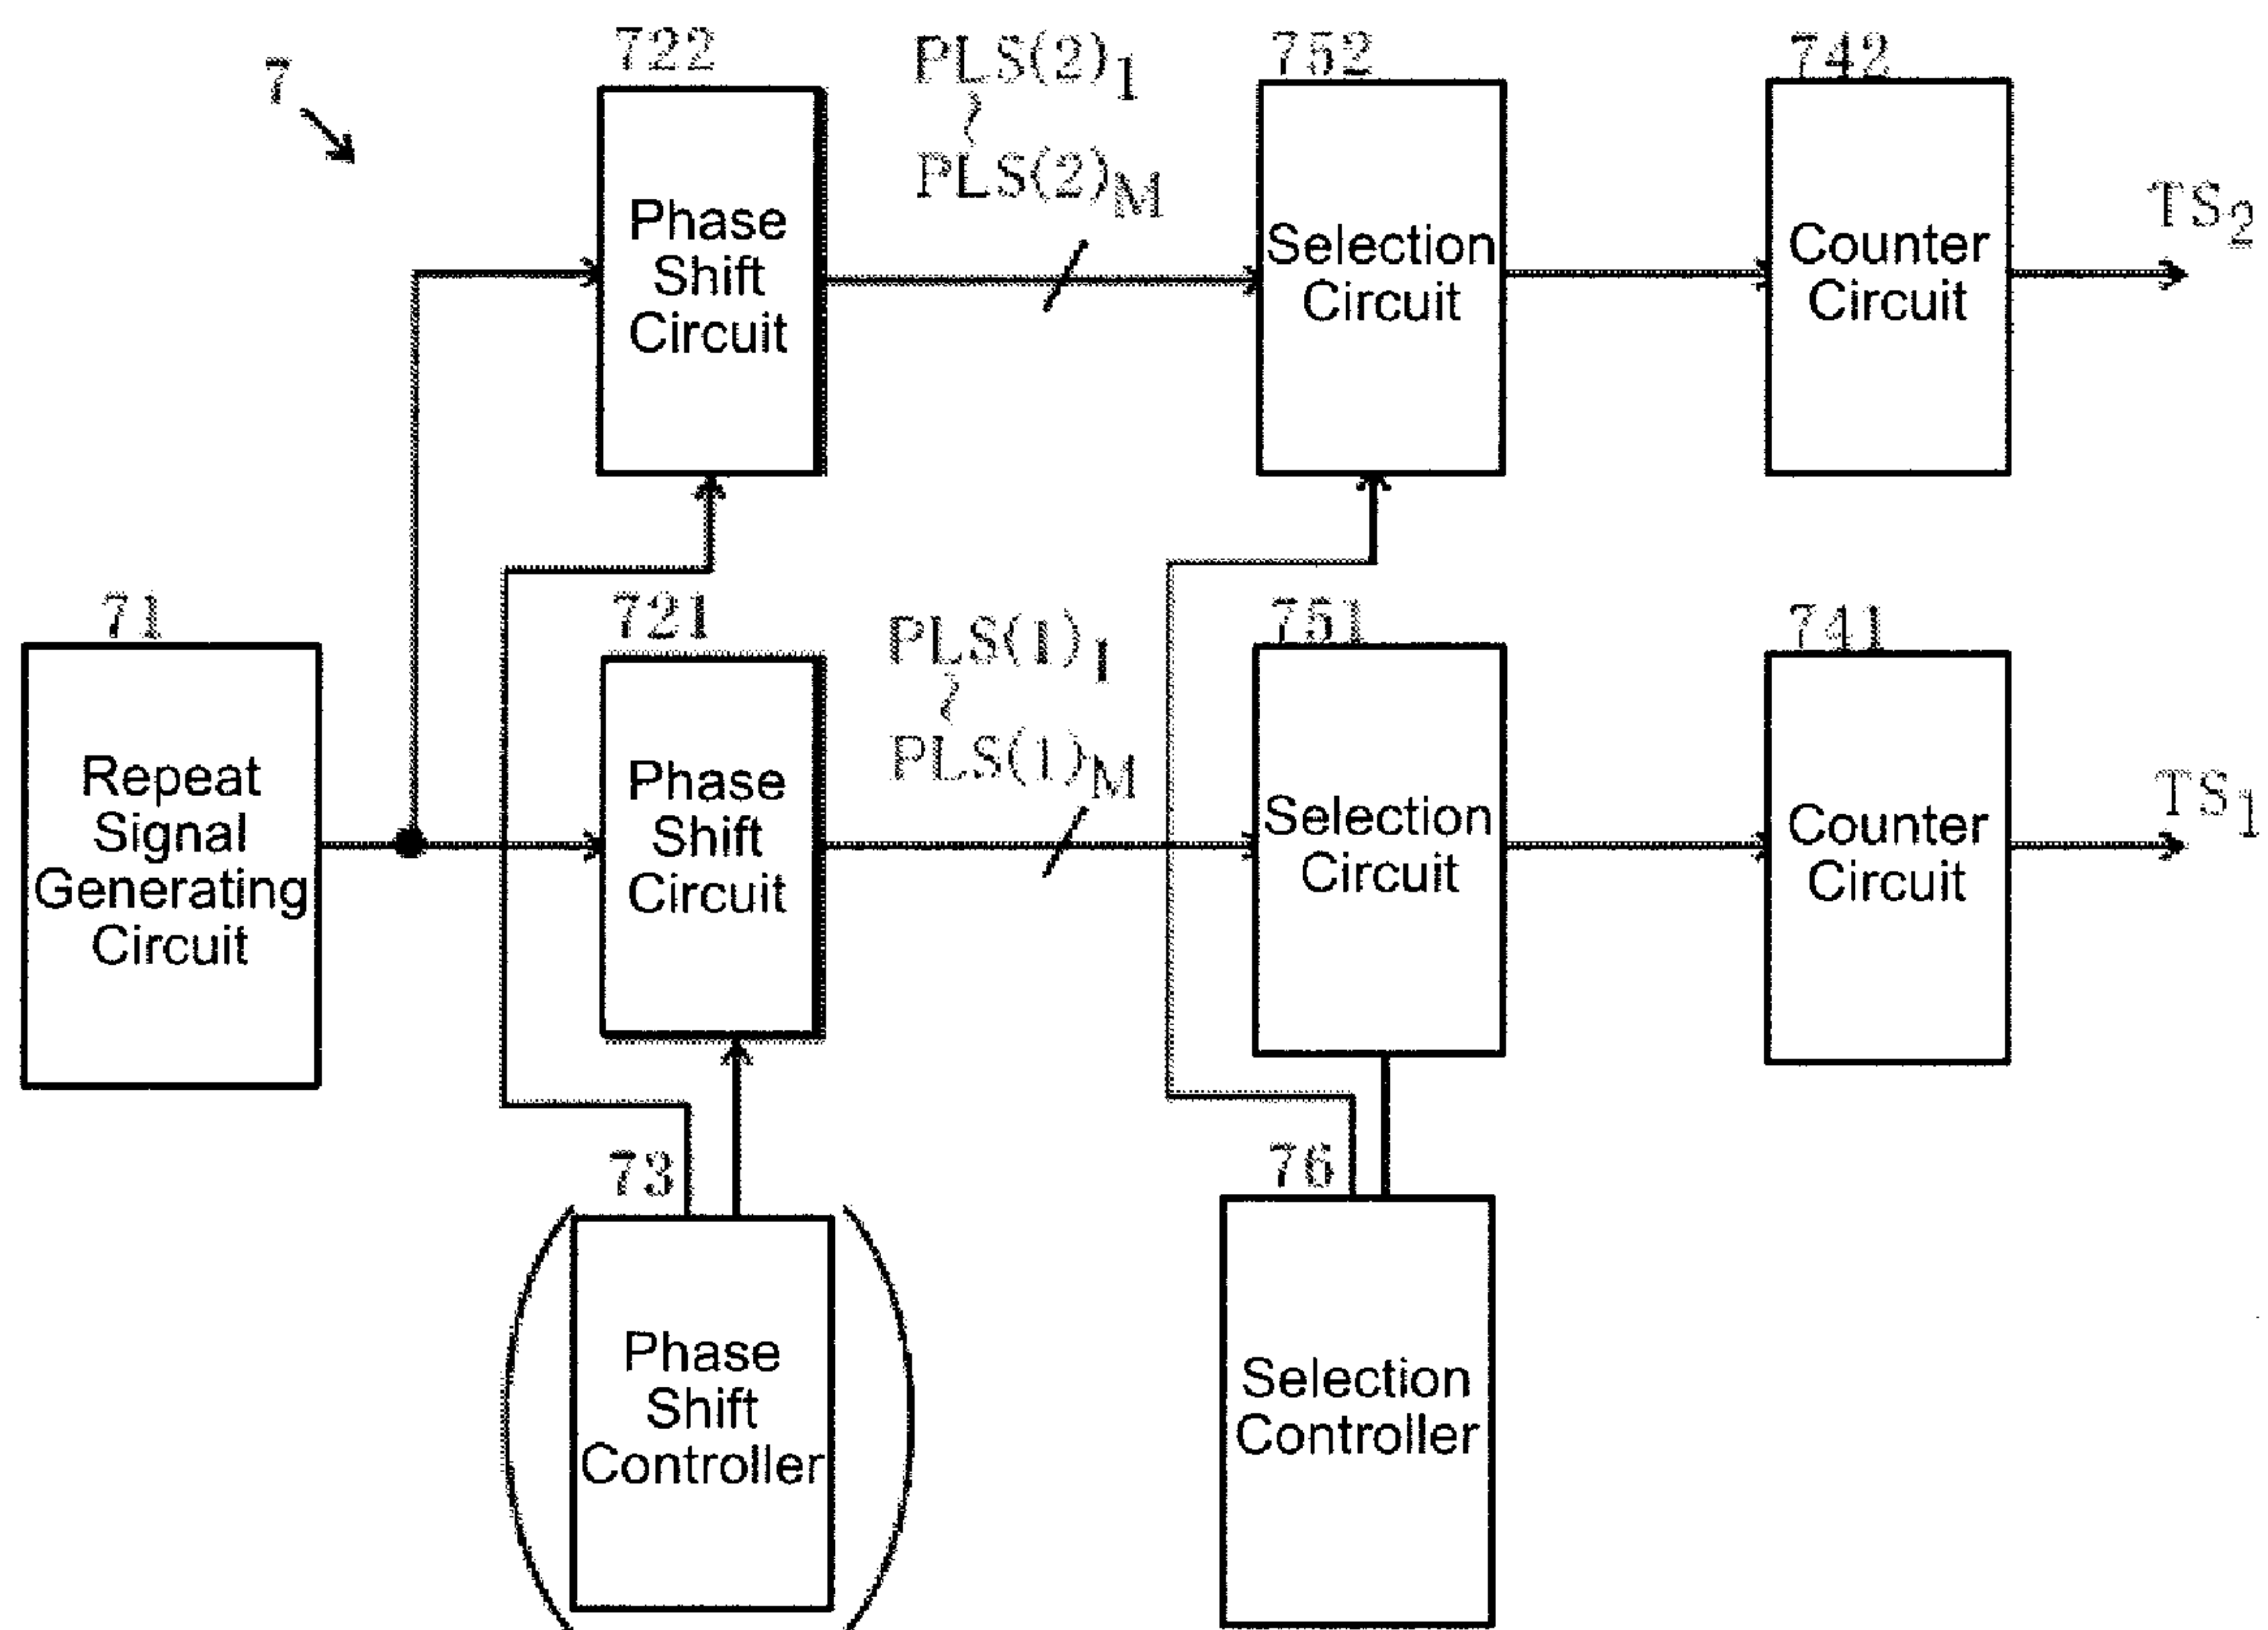 7
722
Phase
Shift
Circuit
PLS(2)1
~
PLS(2)M
752
Selection
Circuit
742
Counter
Circuit
TS2
71
Repeat
Signal
Generating
Circuit
721
Phase
Shift
Circuit
PLS(1)1
~
PLS(1)M
751
Selection
Circuit
741
Counter
Circuit
TS1
73
Phase
Shift
Controller
76
Selection
Controller